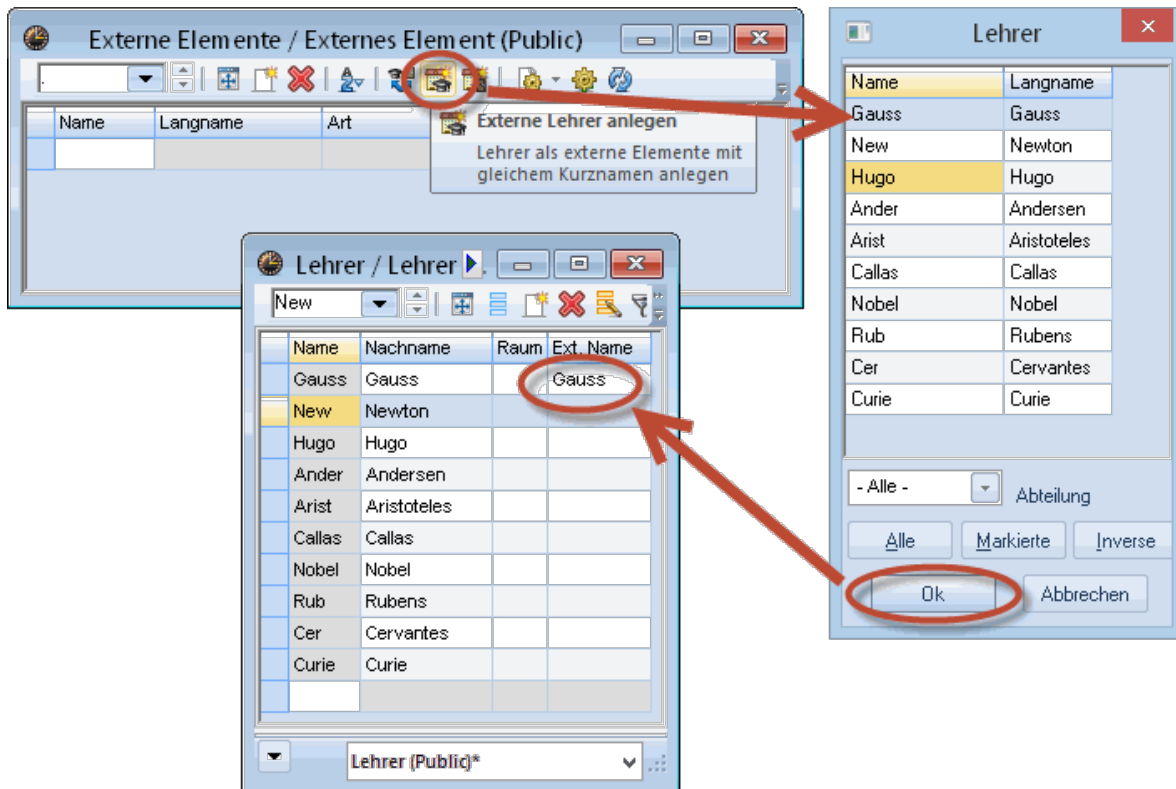 Externe Elemente / Externes Element (Public)
.
Name Langname Art
Externe Lehrer anlegen
Lehrer als externe Elemente mit
gleichem Kurznamen anlegen
Lehrer / Lehrer
New
Name Nachname Raum Ext. Name
Gauss Gauss Gauss
New Newton
Hugo Hugo
Ander Andersen
Arist Aristoteles
Callas Callas
Nobel Nobel
Rub Rubens
Cer Cervantes
Curie Curie
Lehrer (Public)*
Lehrer
Name Langname
Gauss Gauss
New Newton
Hugo Hugo
Ander Andersen
Arist Aristoteles
Callas Callas
Nobel Nobel
Rub Rubens
Cer Cervantes
Curie Curie
- Alle - Abteilung
Alle Markierte Inverse
Ok Abbrechen